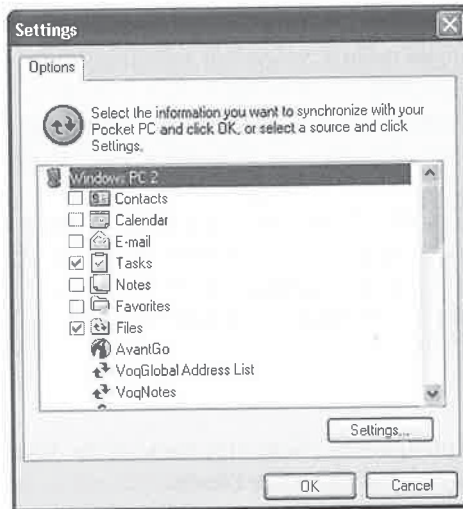 Settings
Options
Select the information you want to synchronize with your
Pocket PC and click OK, or select a source and click
Settings.
Windows PC 2
Contacts
Calendar
E-mail
Tasks
Notes
Favorites
Files
AvantGo
VoqGlobal Address List
VoqNotes
Settings...
OK
Cancel